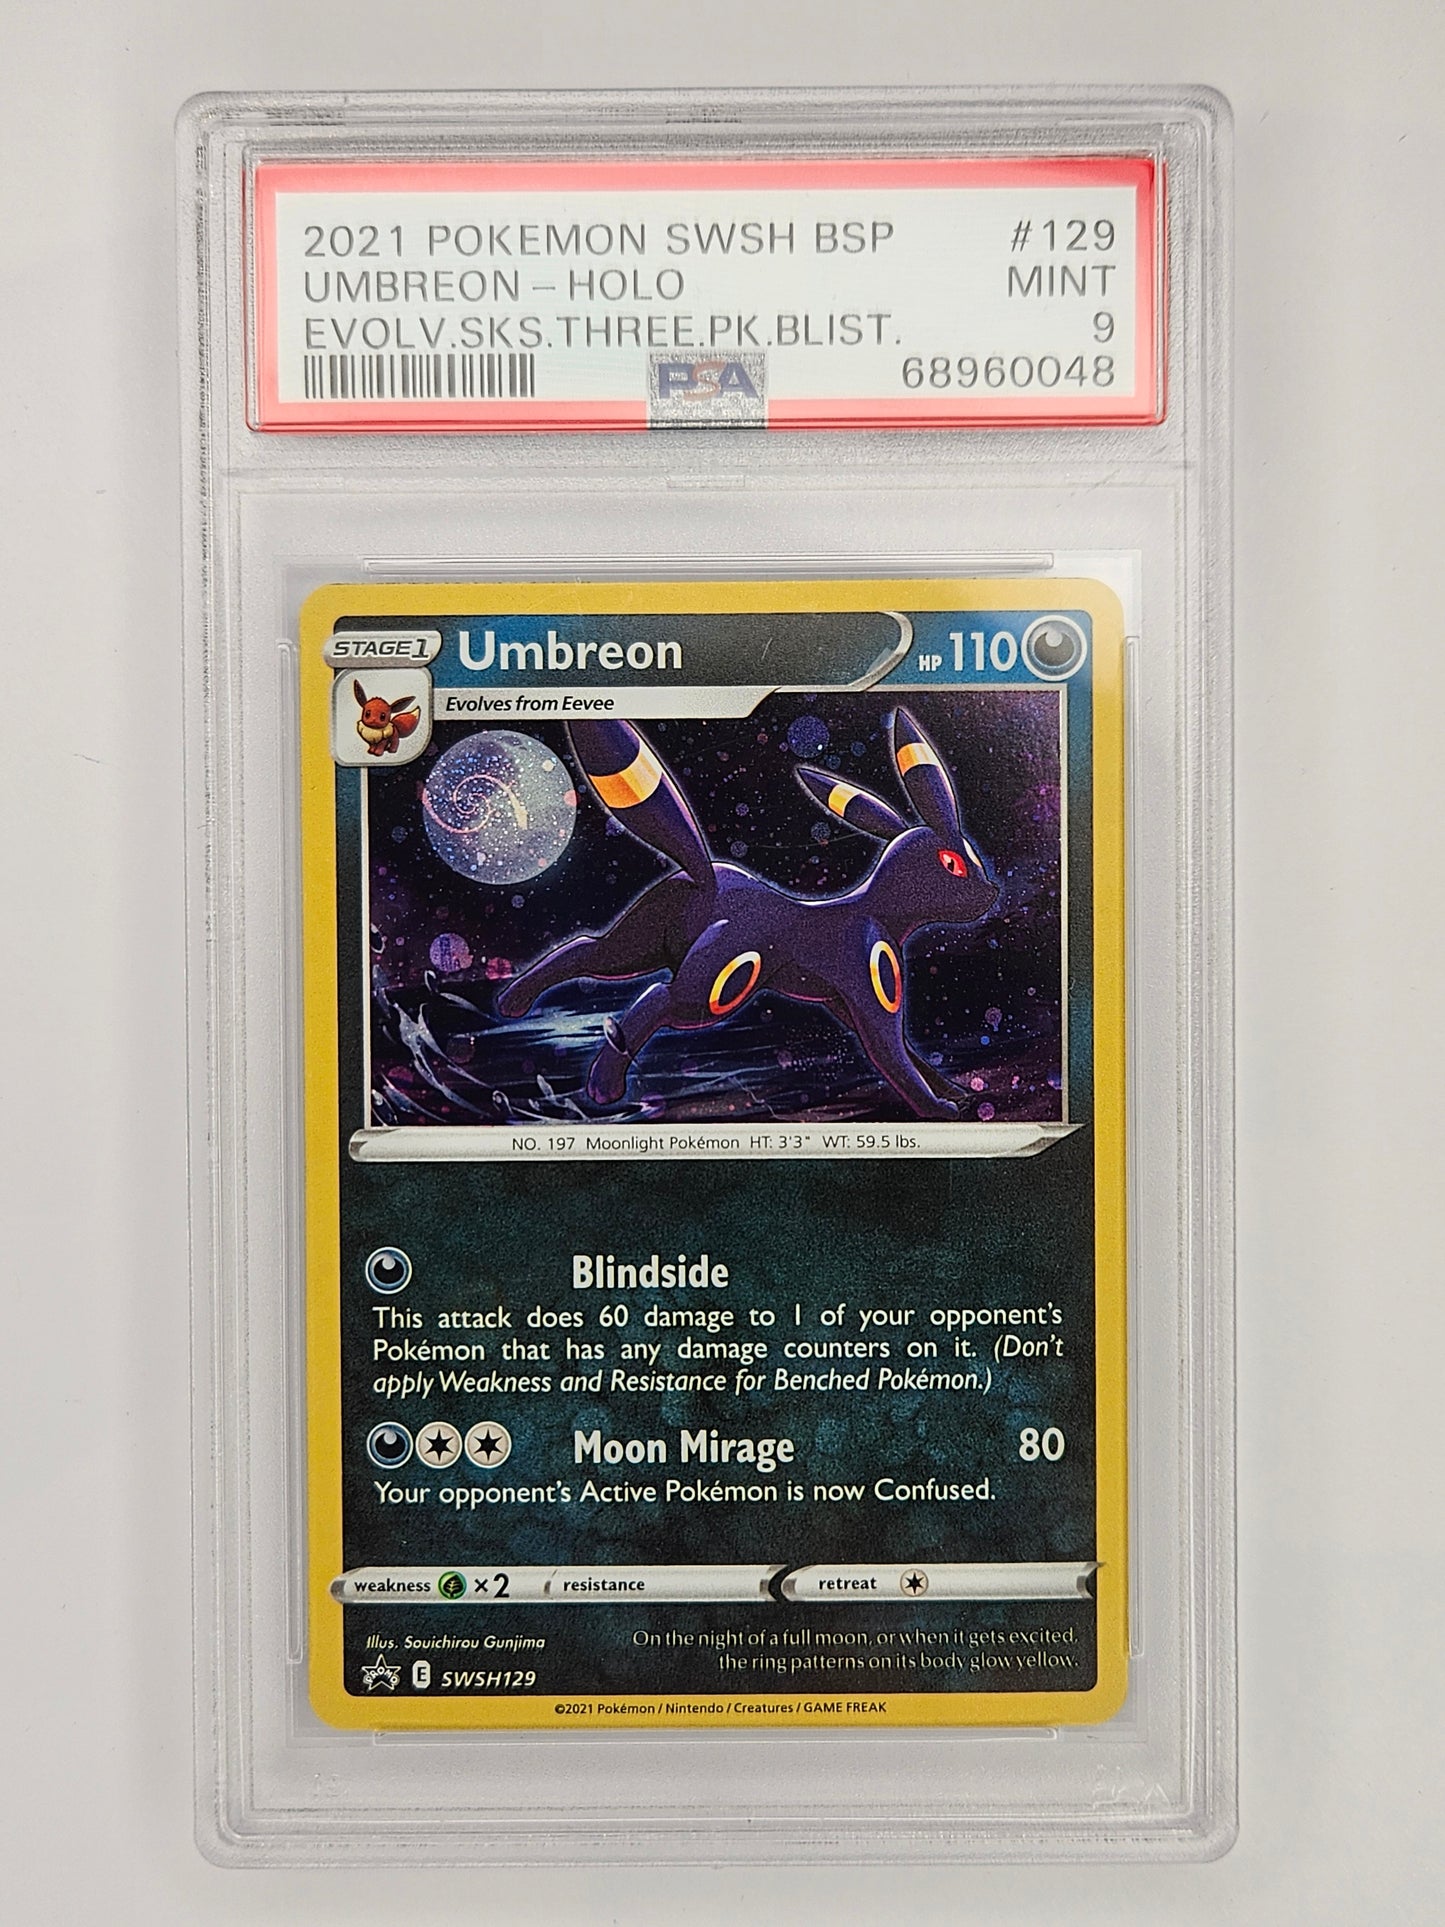 2021 POKEMON SWSH BSP #129
UMBREON - HOLO MINT
EVOLV.SKS.THREE.PK.BLIST. 9
PSA 68960048
STAGE 1 Umbreon HP 110
Evolves from Eevee
NO. 197 Moonlight Pokémon HT: 3'3" WT: 59.5 lbs.
Blindside
This attack does 60 damage to 1 of your opponent's
Pokémon that has any damage counters on it. (Don't
apply Weakness and Resistance for Benched Pokémon.)
Moon Mirage 80
Your opponent's Active Pokémon is now Confused.
weakness ×2 resistance retreat
Illus. Souichirou Gunjima
On the night of a full moon, or when it gets excited,
the ring patterns on its body glow yellow.
PROMO E SWSH129
©2021 Pokémon / Nintendo / Creatures / GAME FREAK